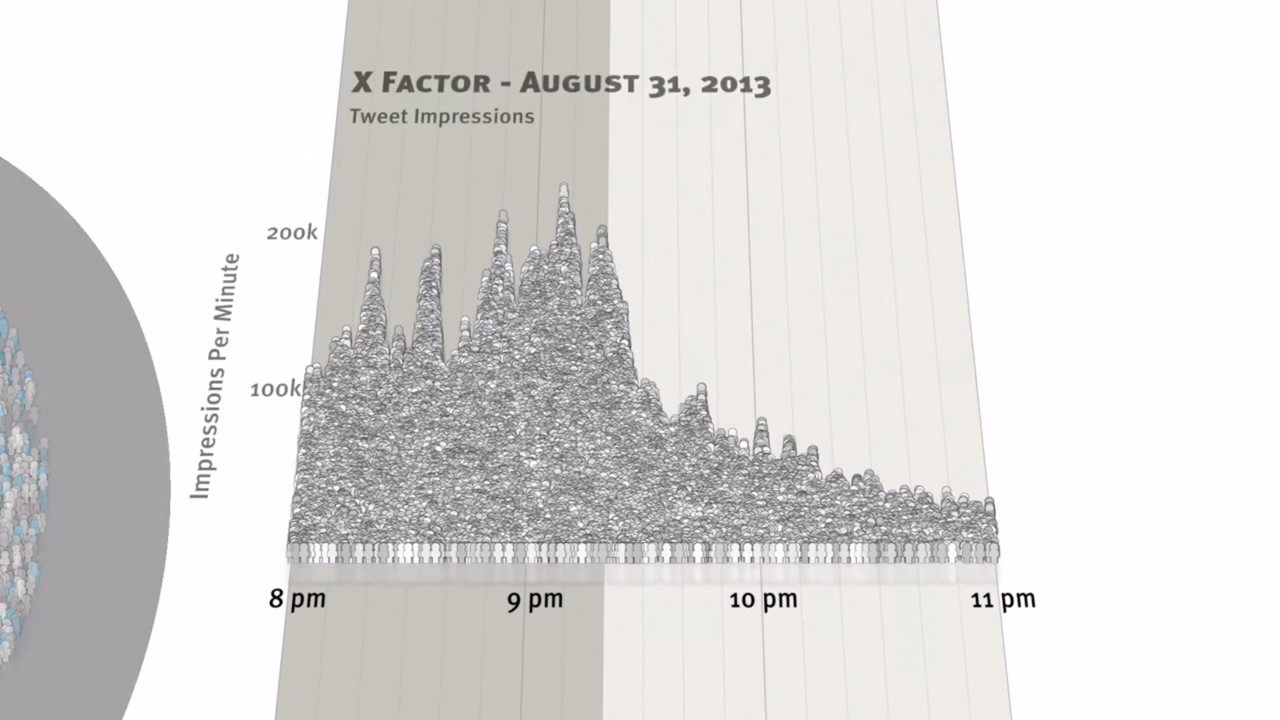 X Factor - August 31, 2013
Tweet Impressions
200k
100k
Impressions Per Minute
8 pm
9 pm
10 pm
11 pm